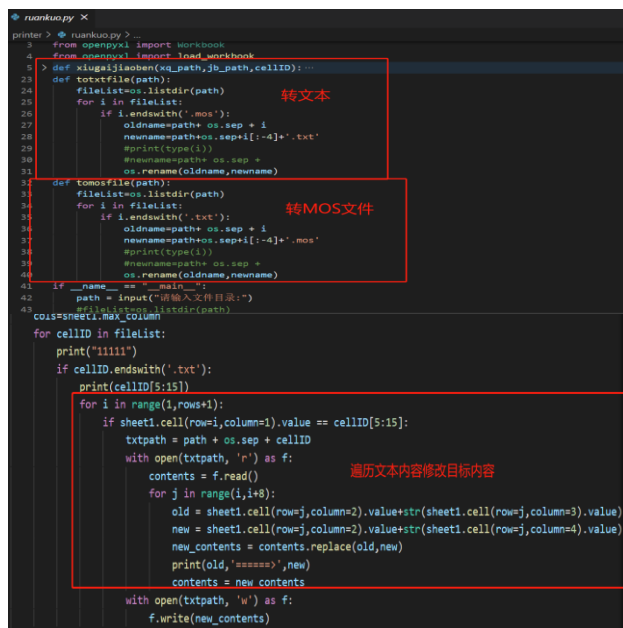 ruankuo.py ×
printer > ruankuo.py > ...
3 from openpyxl import Workbook
4 from openpyxl import load_workbook
5 > def xiugaijiaoben(xq_path,jb_path,cellID): ...
23 def totxtfile(path):
24 fileList=os.listdir(path)
25 for i in fileList:
26 if i.endswith('.mos'):
27 oldname=path+ os.sep + i
28 newname=path+os.sep+i[:-4]+'.txt'
29 #print(type(i))
30 #newname=path+ os.sep +
31 os.rename(oldname,newname)
转文本
32 def tomosfile(path):
33 fileList=os.listdir(path)
34 for i in fileList:
35 if i.endswith('.txt'):
36 oldname=path+ os.sep + i
37 newname=path+os.sep+i[:-4]+'.mos'
38 #print(type(i))
39 #newname=path+ os.sep +
40 os.rename(oldname,newname)
转MOS文件
41 if __name__ == "__main__":
42 path = input("请输入文件目录:")
43 #fileList=os.listdir(path)
cols=sheet1.max_column
for cellID in fileList:
print("11111")
if cellID.endswith('.txt'):
print(cellID[5:15])
for i in range(1,rows+1):
if sheet1.cell(row=i,column=1).value == cellID[5:15]:
txtpath = path + os.sep + cellID
with open(txtpath, 'r') as f:
contents = f.read()
for j in range(i,i+8):
old = sheet1.cell(row=j,column=2).value+str(sheet1.cell(row=j,column=3).value)
new = sheet1.cell(row=j,column=2).value+str(sheet1.cell(row=j,column=4).value)
new_contents = contents.replace(old,new)
print(old,'======>',new)
contents = new_contents
遍历文本内容修改目标内容
with open(txtpath, 'w') as f:
f.write(new_contents)